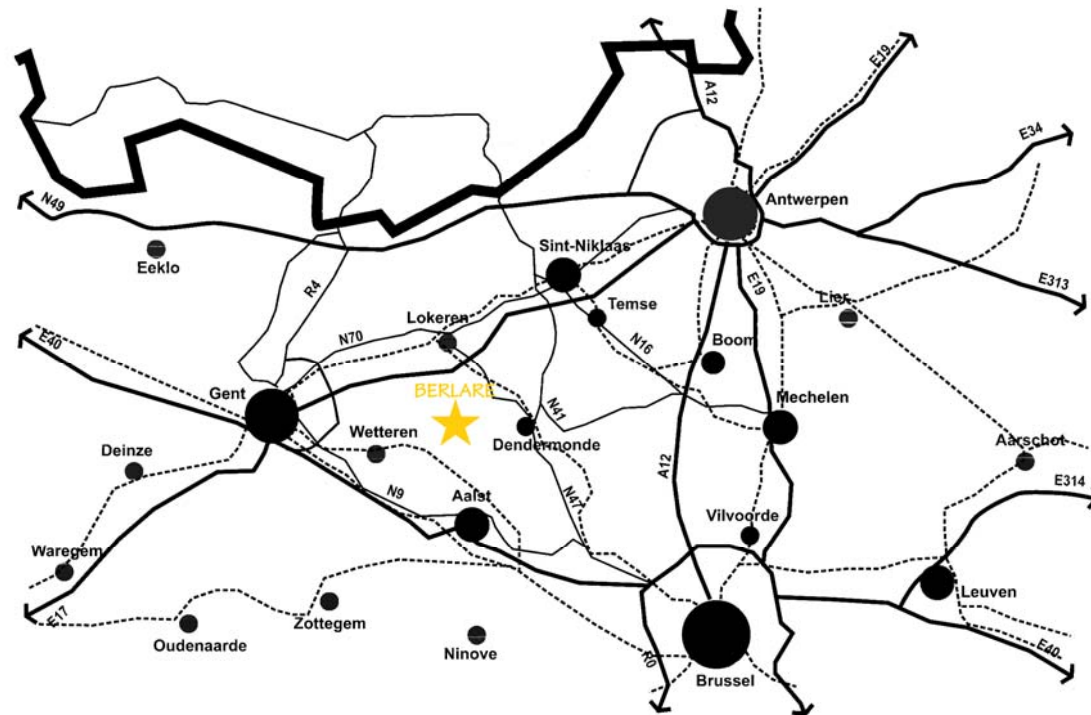 E19
A12
E34
Antwerpen
N49
Sint-Niklaas
Eeklo
E19
E313
R4
Temse
Lier
Lokeren
N70
N16
Boom
E40
BERLARE
Gent
Mechelen
N41
Wetteren
Dendermonde
Aarschot
Deinze
A12
Aalst
N9
N47
E314
Vilvoorde
Waregem
Leuven
E17
Zottegem
Oudenaarde
Ninove
R0
E40
Brussel